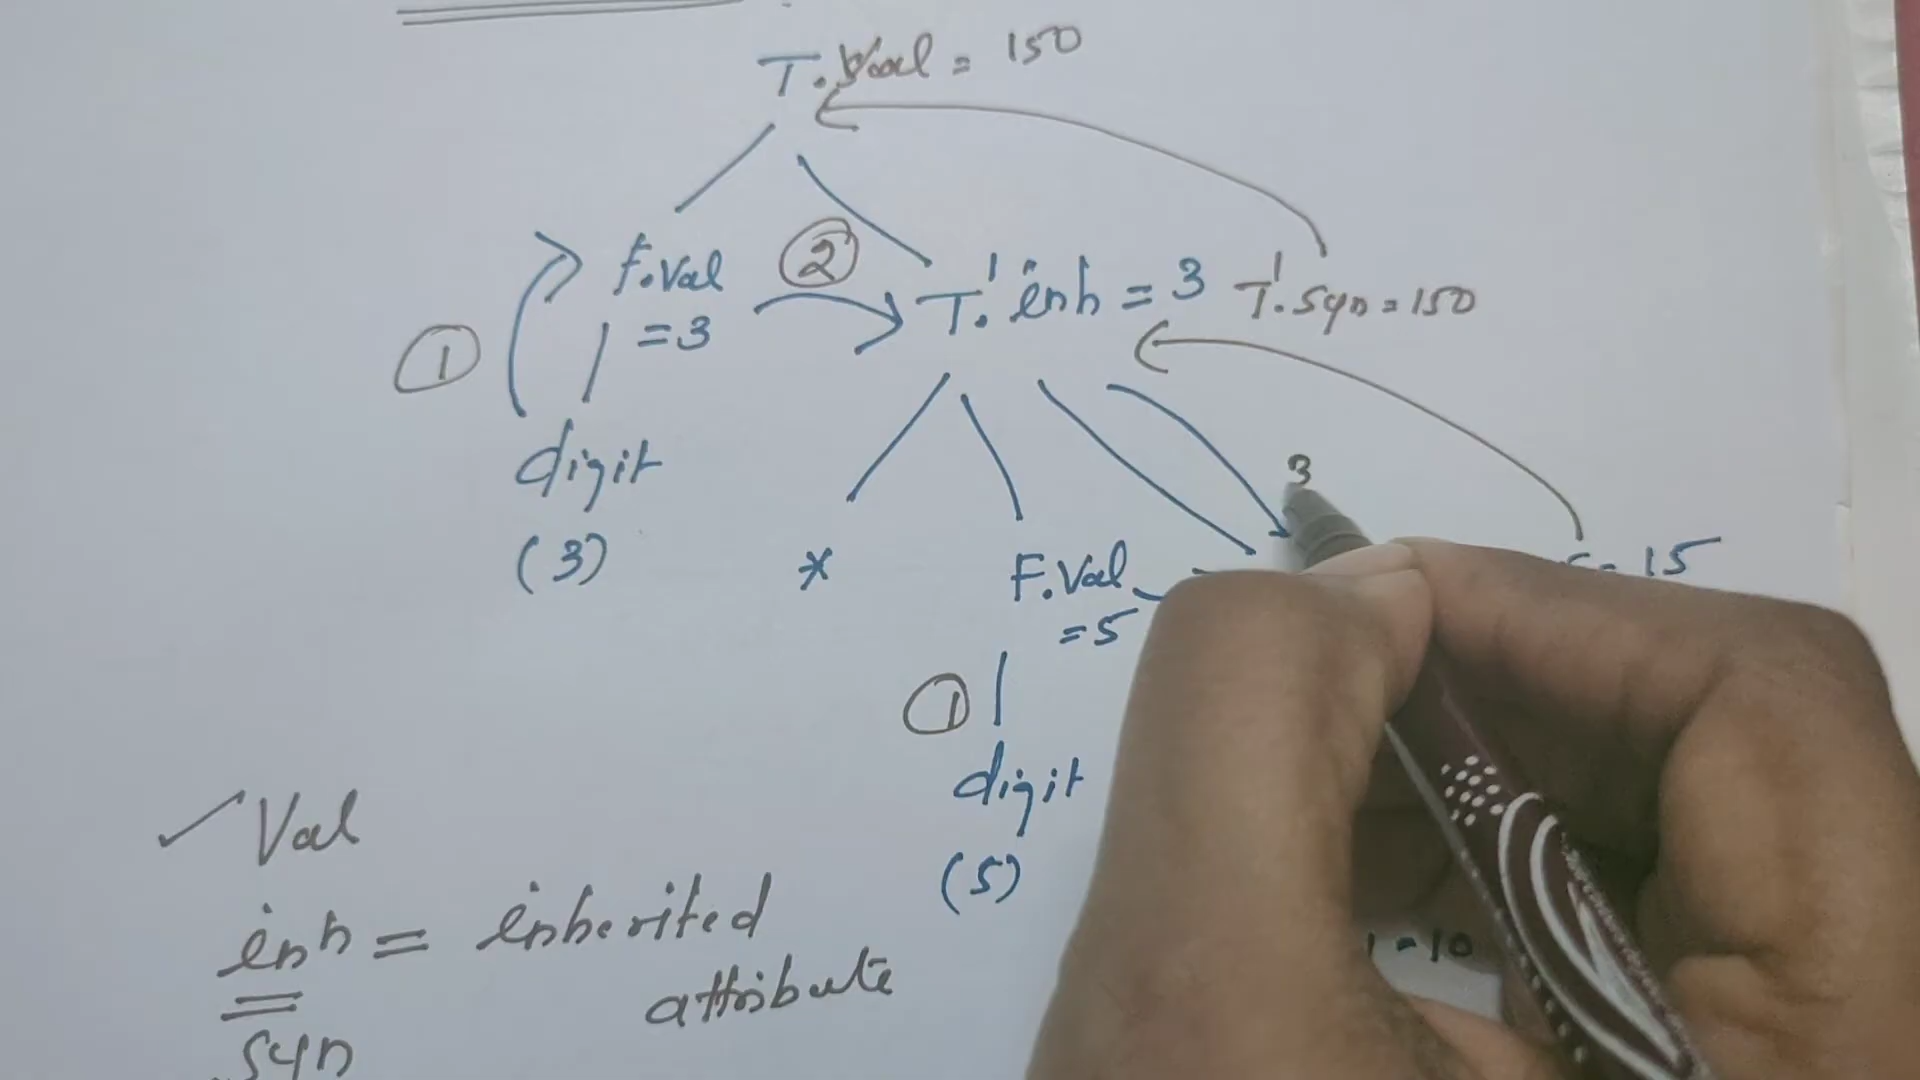 T.Val = 150
2
F.Val
= 3
T'.inh = 3 T'.syn = 150
1
3
digit
(3)
*
F.Val
= 5
= 15
1
digit
(5)
= 10
✓ Val
inh = inherited
attribute
syn